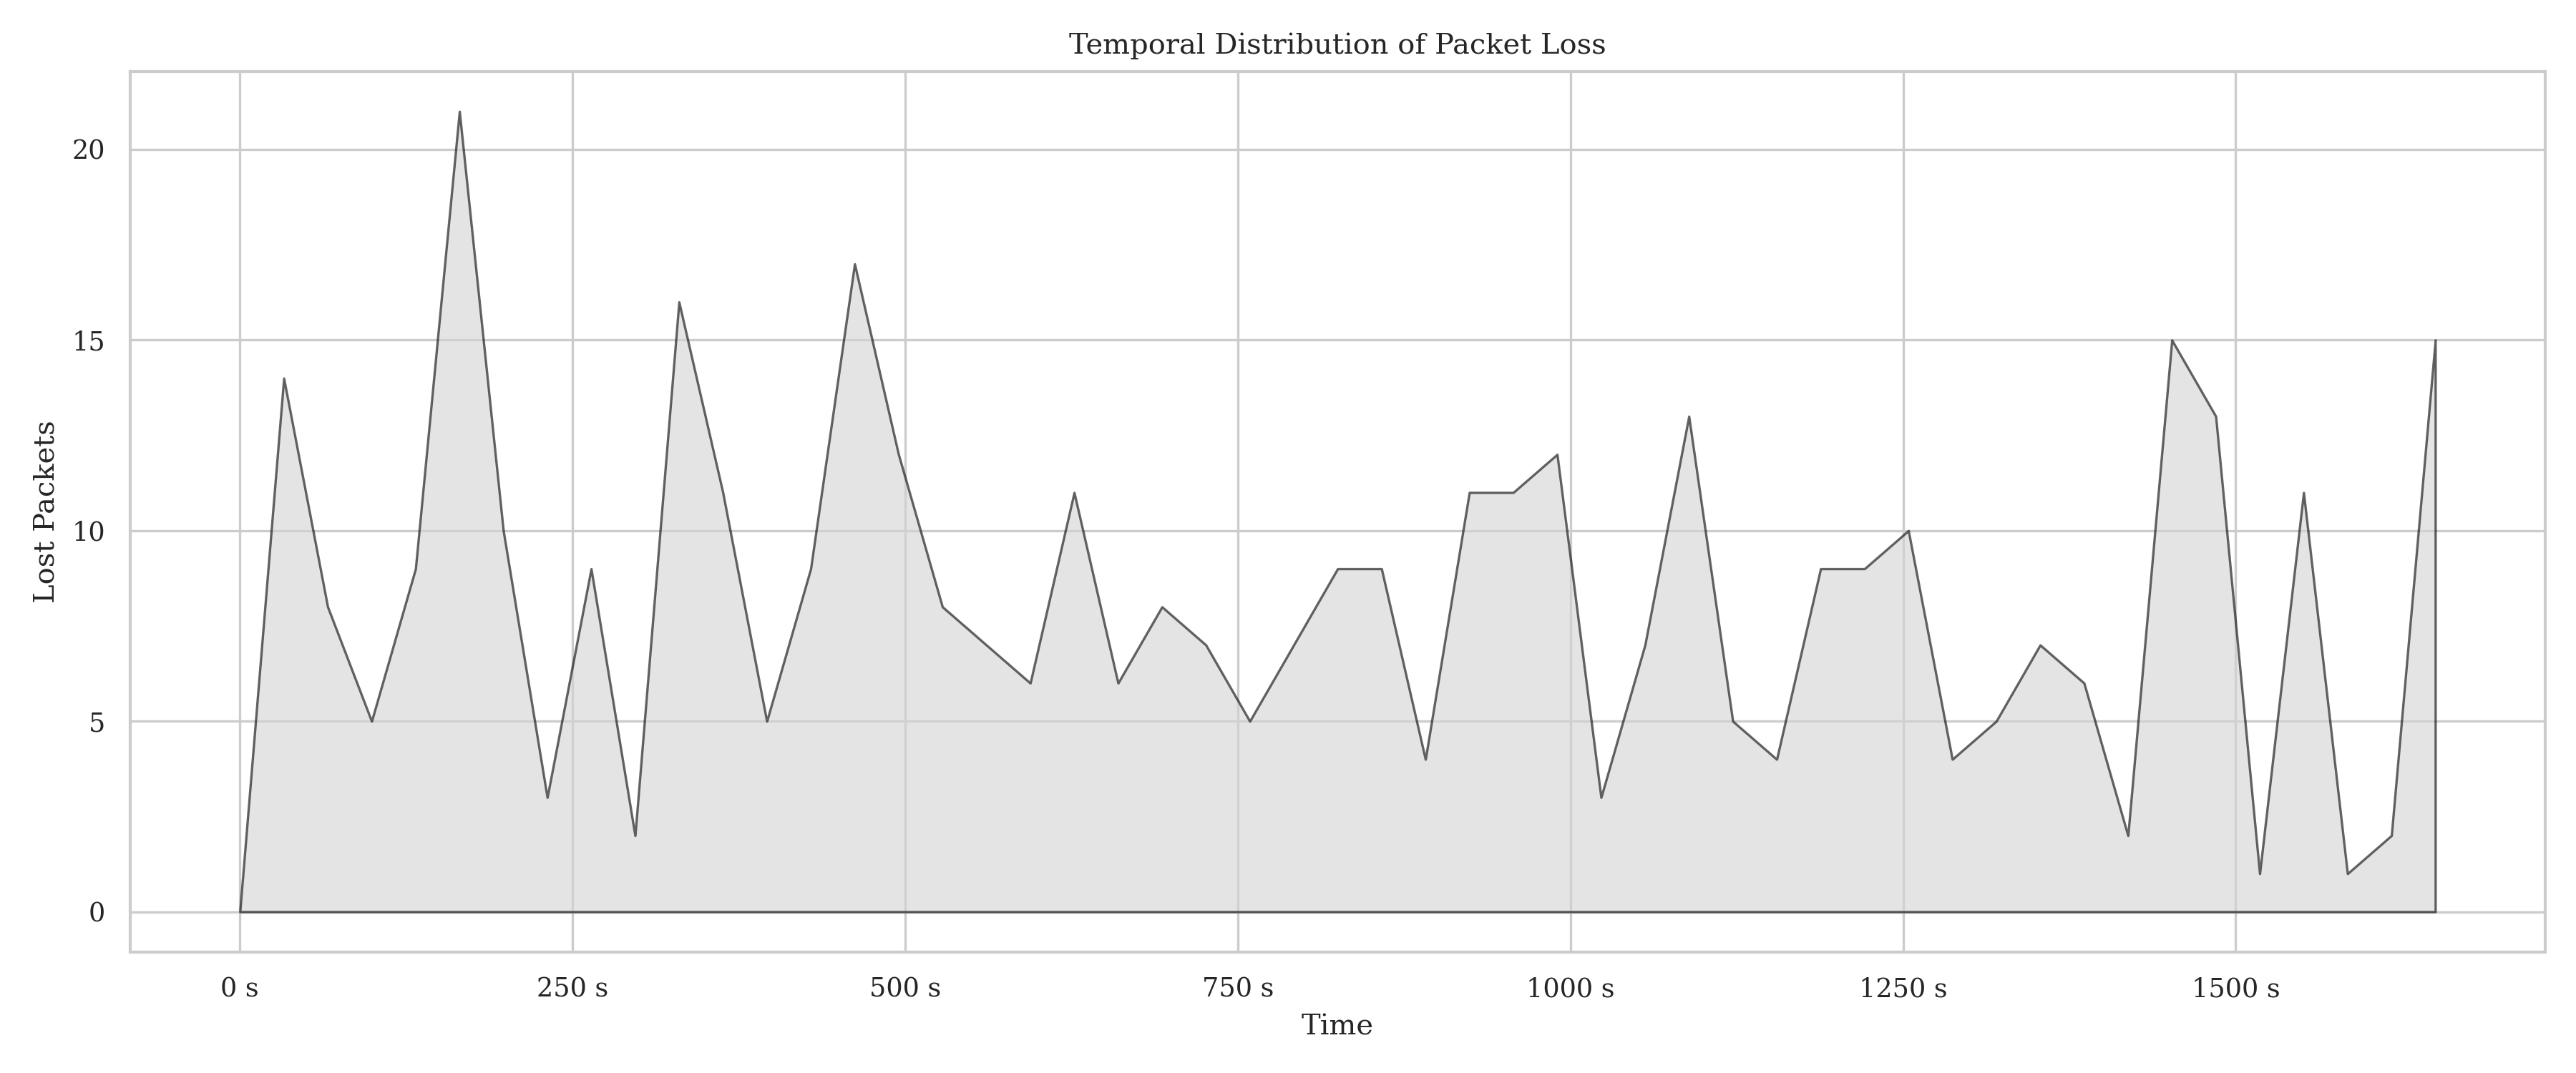 Temporal Distribution of Packet Loss
Lost Packets
20
15
10
5
0
0 s 250 s 500 s 750 s 1000 s 1250 s 1500 s
Time